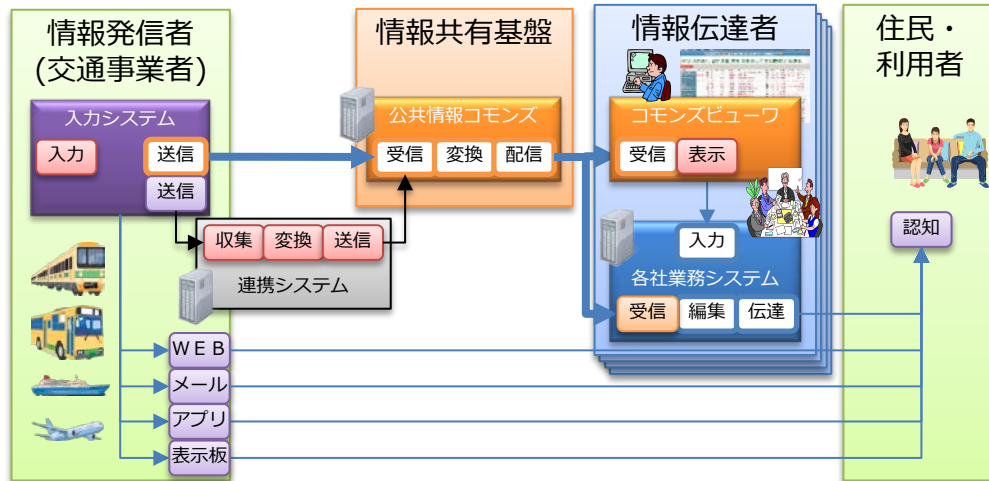 情報発信者
(交通事業者)
入力システム
入力
送信
送信
収集
変換
送信
連携システム
ＷＥＢ
メール
アプリ
表示板
情報共有基盤
公共情報コモンズ
受信
変換
配信
情報伝達者
コモンズビューワ
受信
表示
入力
各社業務システム
受信
編集
伝達
住民・
利用者
認知